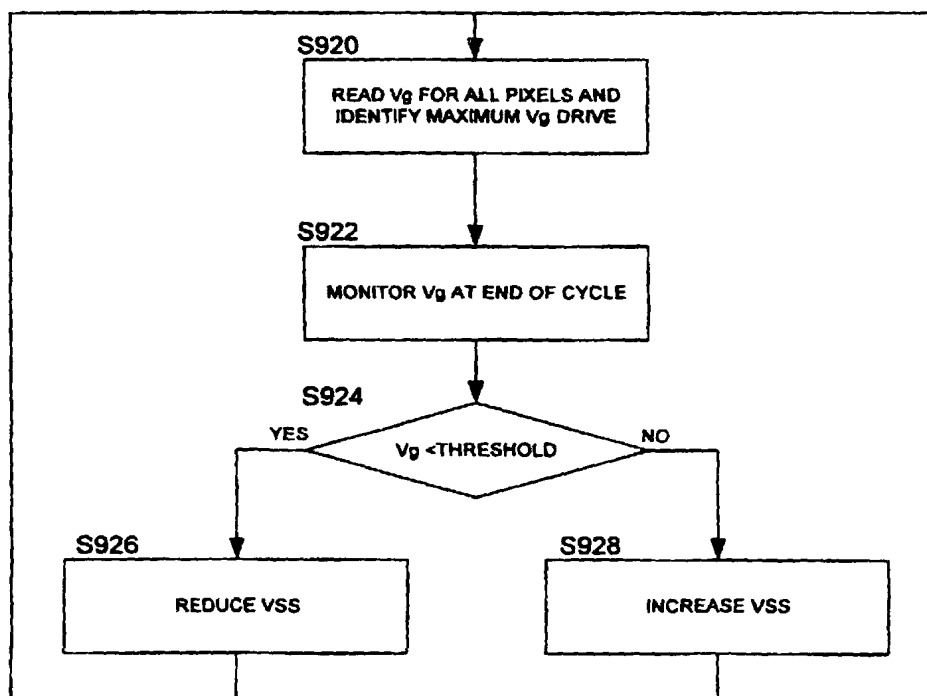 S920
READ Vg FOR ALL PIXELS AND
IDENTIFY MAXIMUM Vg DRIVE
S922
MONITOR Vg AT END OF CYCLE
S924
YES
Vg <THRESHOLD
NO
S926
REDUCE VSS
S928
INCREASE VSS